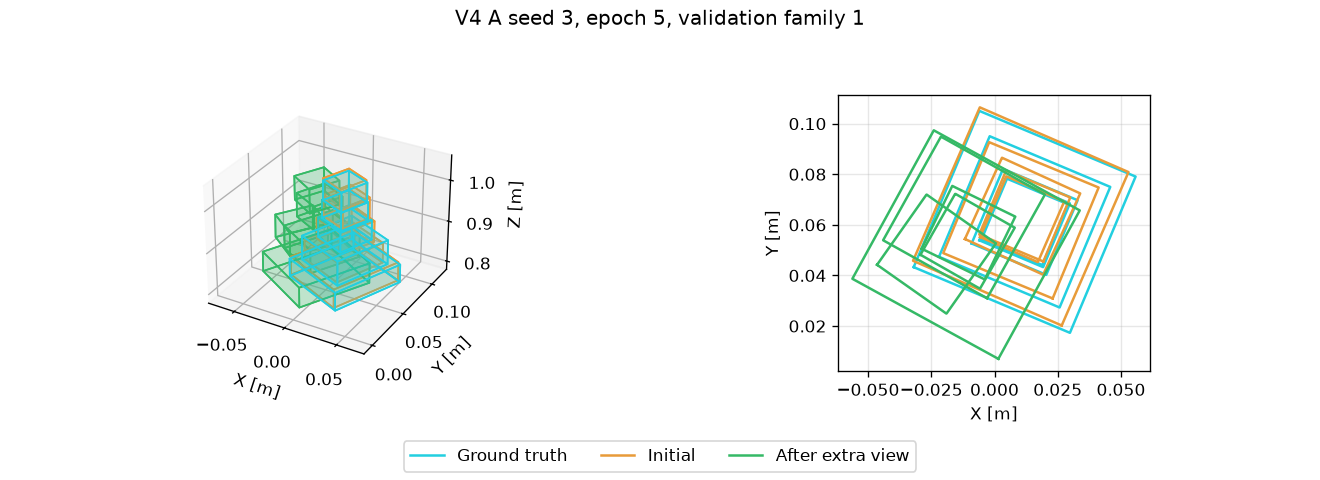 V4 A seed 3, epoch 5, validation family 1
1.0
0.9
0.8
Z [m]
0.10
0.05
0.00
Y [m]
−0.05
0.00
0.05
X [m]
0.10
0.08
0.06
0.04
0.02
Y [m]
−0.050 −0.025 0.000 0.025 0.050
X [m]
Ground truth Initial After extra view